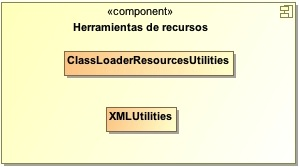 «component»
Herramientas de recursos
ClassLoaderResourcesUtilities
XMLUtilities